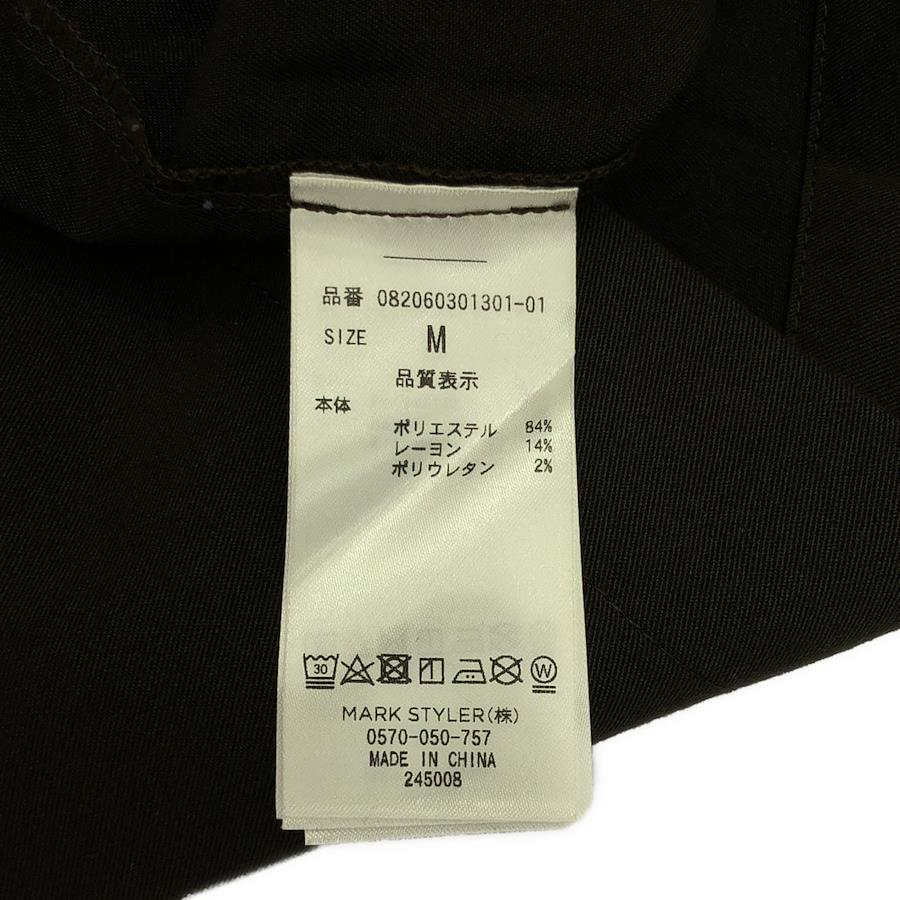 品番 082060301301-01
SIZE M
品質表示
本体
ポリエステル 84%
レーヨン 14%
ポリウレタン 2%
30 W
MARK STYLER(株)
0570-050-757
MADE IN CHINA
245008